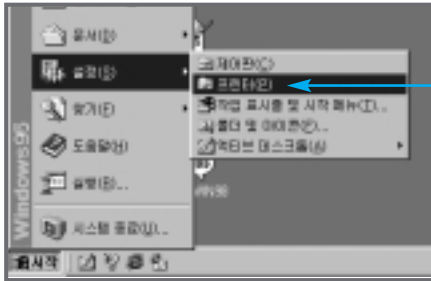 문서(D)
설정(S)
찾기(F)
도움말(H)
실행(R)...
시스템 종료(U)...
제어판(C)
프린터(P)
작업 표시줄 및 시작 메뉴(T)...
폴더 및 아이콘(F)...
액티브 데스크톱(A)
Windows98
WIN98
시작